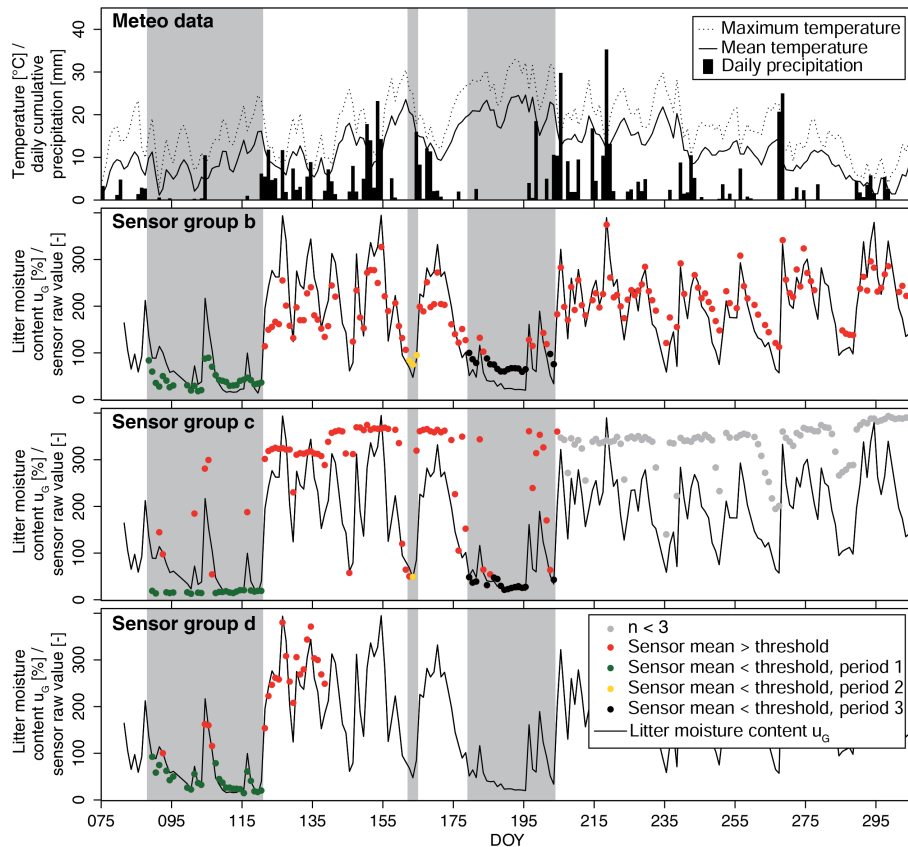 Meteo data
Temperature [°C] /
daily cumulative
precipitation [mm]
0 10 20 30 40
Maximum temperature
Mean temperature
Daily precipitation
Sensor group b
Litter moisture
content uG [%] /
sensor raw value [-]
0 100 200 300
Sensor group c
Litter moisture
content uG [%] /
sensor raw value [-]
0 100 200 300
Sensor group d
Litter moisture
content uG [%] /
sensor raw value [-]
0 100 200 300
n < 3
Sensor mean > threshold
Sensor mean < threshold, period 1
Sensor mean < threshold, period 2
Sensor mean < threshold, period 3
Litter moisture content uG
075 095 115 135 155 175 195 215 235 255 275 295
DOY